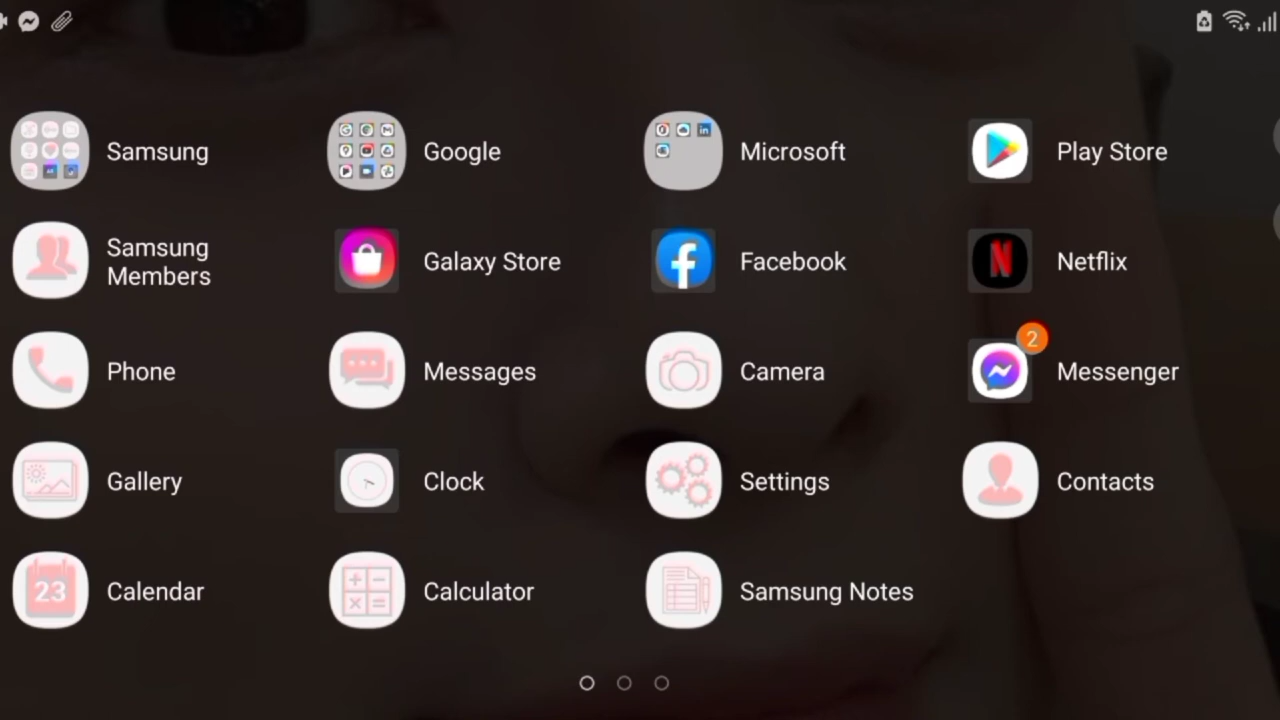 Samsung
Google
Microsoft
Play Store
Samsung
Members
Galaxy Store
Facebook
Netflix
Phone
Messages
Camera
2
Messenger
Gallery
Clock
Settings
Contacts
23
Calendar
Calculator
Samsung Notes